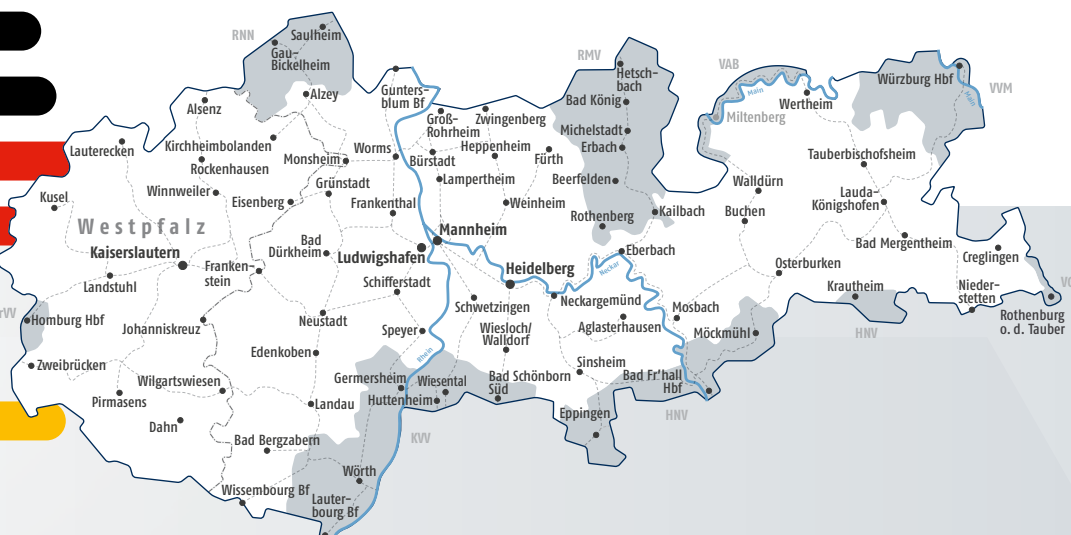 RNN
Saulheim
Gau-
Bickelheim
Alzey
Alsenz
Kirchheimbolanden
Rockenhausen
Lauterecken
Monsheim
Worms
Kusel
Winnweiler
Eisenberg
Grünstadt
Frankenthal
Westpfalz
Kaiserslautern
Landstuhl
Franken-
stein
Bad
Dürkheim
Ludwigshafen
Mannheim
Schifferstadt
Homburg Hbf
Johanniskreuz
Neustadt
Speyer
Zweibrücken
Edenkoben
Wilgartswiesen
Pirmasens
Dahn
Landau
Germersheim
Huttenheim
Wiesental
Rhein
Bad Bergzabern
Wörth
Wissembourg Bf
Lauter-
bourg Bf
KVV
Gunters-
blum Bf
Groß-
Rohrheim
Zwingenberg
Bürstadt
Heppenheim
Fürth
Lampertheim
Weinheim
RMV
Hetsch-
bach
Bad König
Michelstadt
Erbach
Beerfelden
Rothenberg
Kailbach
Eberbach
Neckar
Heidelberg
Neckargemünd
Schwetzingen
Wiesloch/
Walldorf
Aglasterhausen
Mosbach
Sinsheim
Bad Schönborn
Süd
Bad Fr'hall
Hbf
Eppingen
HNV
Möckmühl
VAB
Main
Miltenberg
Wertheim
Würzburg Hbf
Main
VVM
Tauberbischofsheim
Walldürn
Lauda-
Königshofen
Buchen
Bad Mergentheim
Osterburken
Krautheim
HNV
Creglingen
Nieder-
stetten
Rothenburg
o. d. Tauber